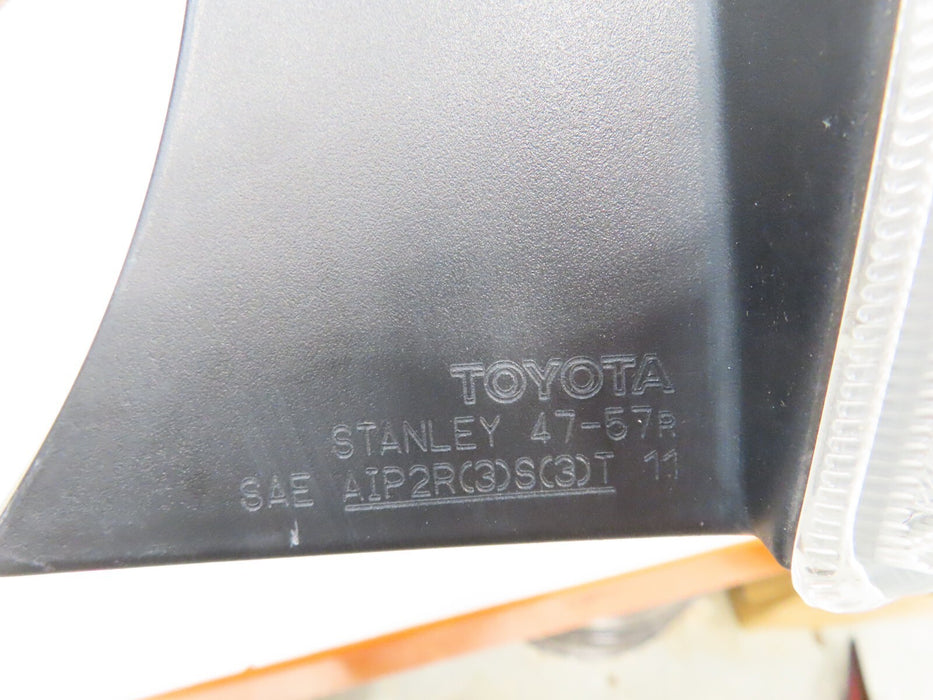 TOYOTA
STANLEY 47-57R
SAE AIP2R(3)S(3)T 11